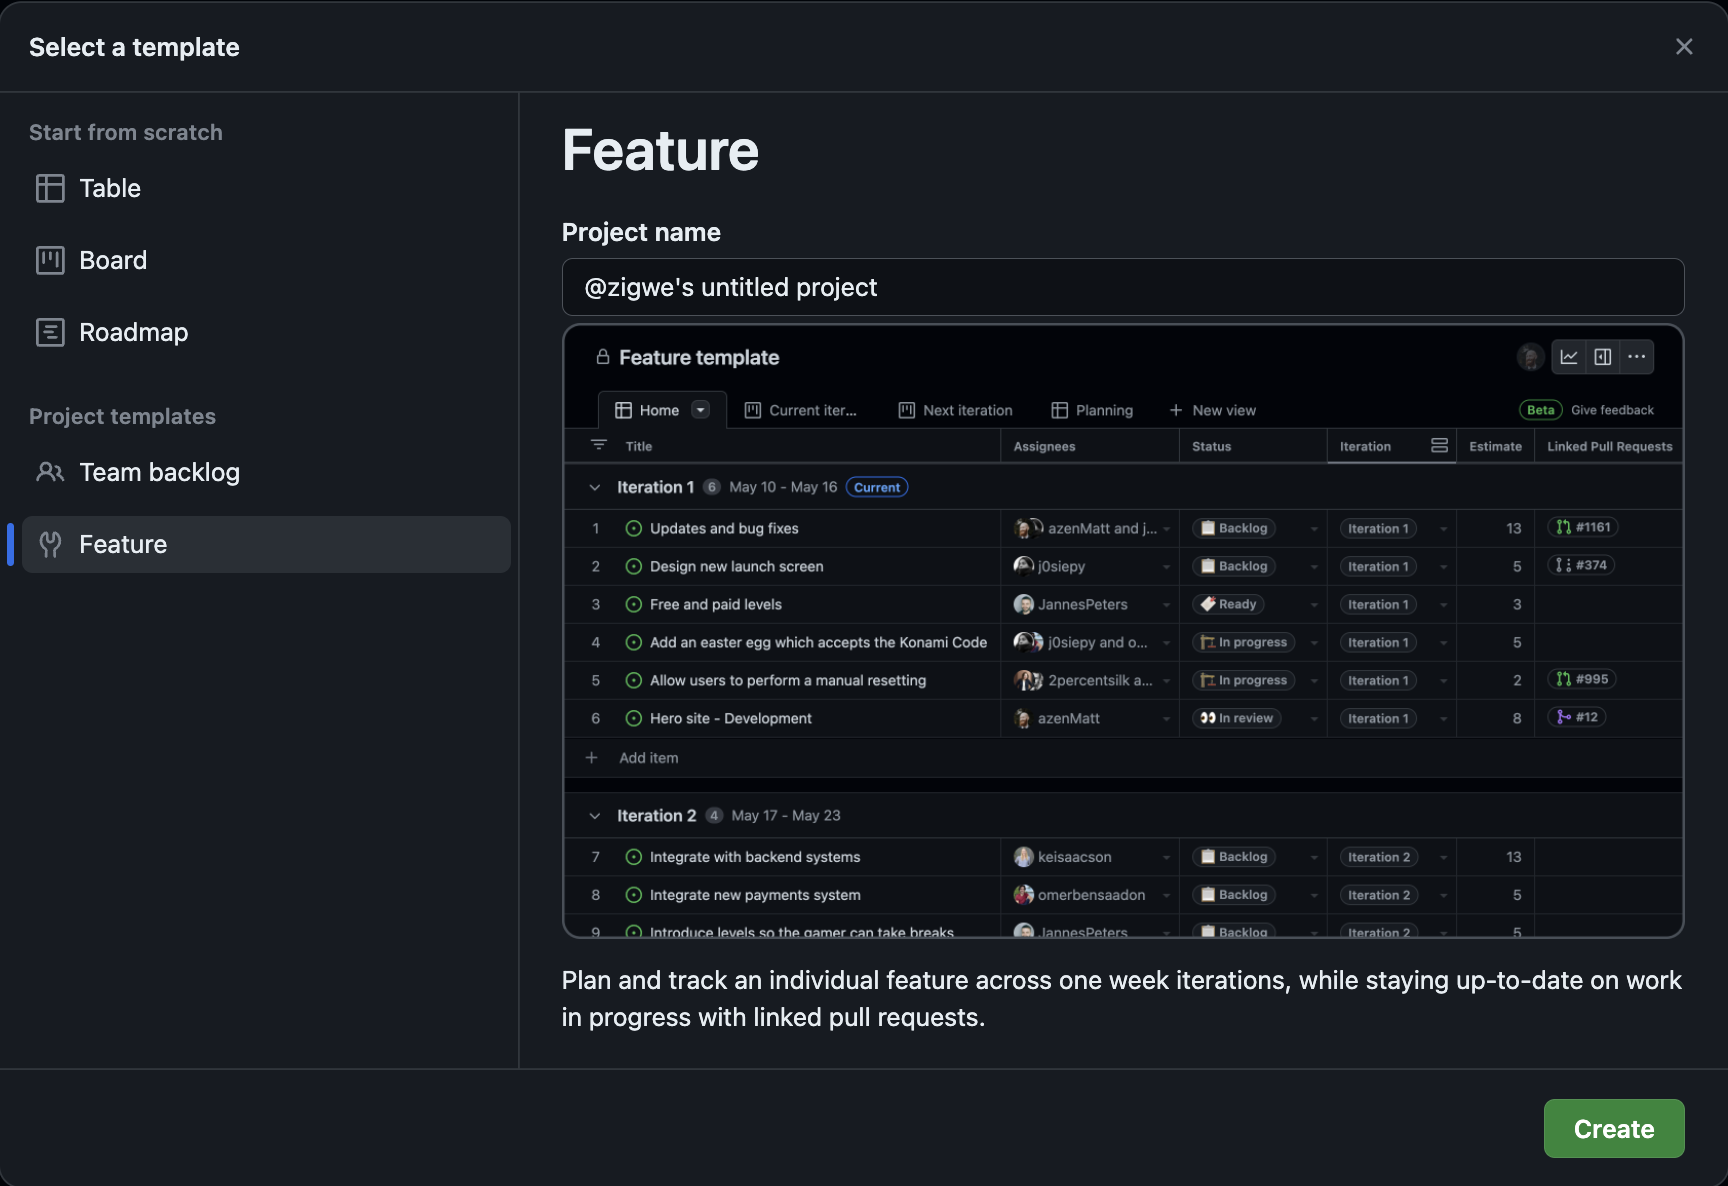 Select a template
Start from scratch
Table
Board
Roadmap
Project templates
Team backlog
Feature
Feature
Project name
@zigwe's untitled project
Feature template
Home
Current iter...
Next iteration
Planning
New view
Beta
Give feedback
Title Assignees Status Iteration Estimate Linked Pull Requests
Iteration 1 6 May 10 - May 16 Current
1 Updates and bug fixes azenMatt and j... Backlog Iteration 1 13 #1161
2 Design new launch screen j0siepy Backlog Iteration 1 5 #374
3 Free and paid levels JannesPeters Ready Iteration 1 3
4 Add an easter egg which accepts the Konami Code j0siepy and o... In progress Iteration 1 5
5 Allow users to perform a manual resetting 2percentsilk a... In progress Iteration 1 2 #995
6 Hero site - Development azenMatt In review Iteration 1 8 #12
+ Add item
Iteration 2 4 May 17 - May 23
7 Integrate with backend systems keisaacson Backlog Iteration 2 13
8 Integrate new payments system omerbensaadon Backlog Iteration 2 5
9 Introduce levels so the gamer can take breaks JannesPeters Backlog Iteration 2 5
Plan and track an individual feature across one week iterations, while staying up-to-date on work
in progress with linked pull requests.
Create